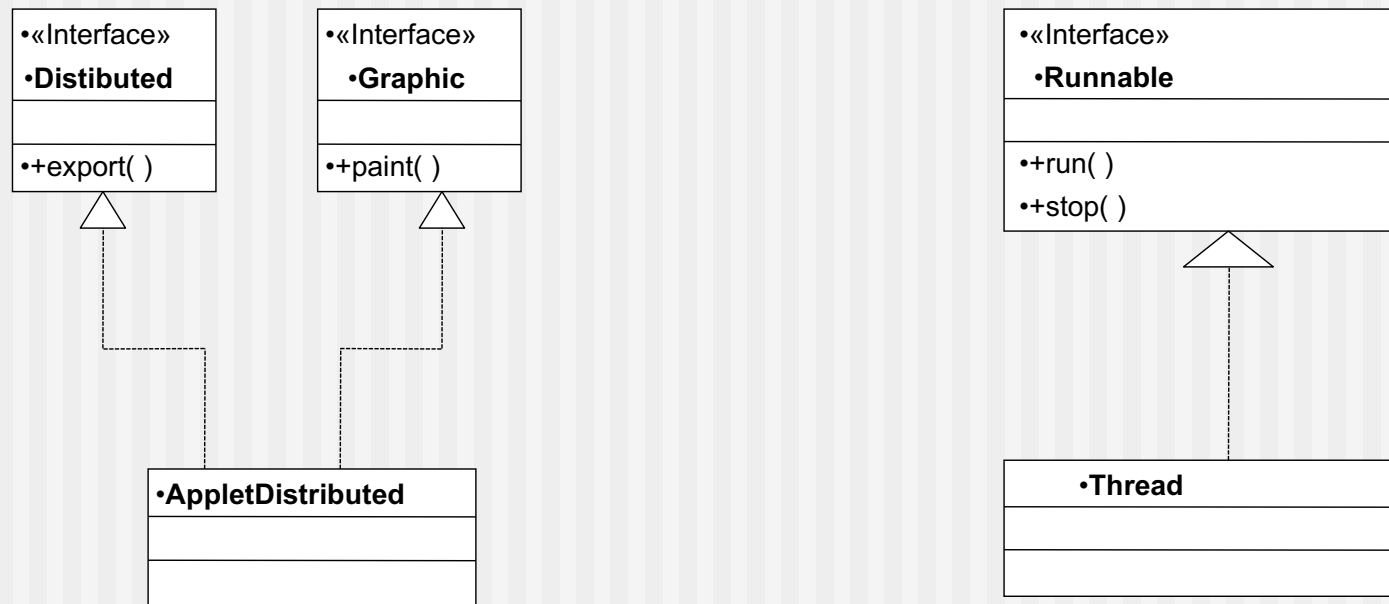 •«Interface»
•Distibuted
•+export( )
•«Interface»
•Graphic
•+paint( )
•«Interface»
•Runnable
•+run( )
•+stop( )
•AppletDistributed
•Thread